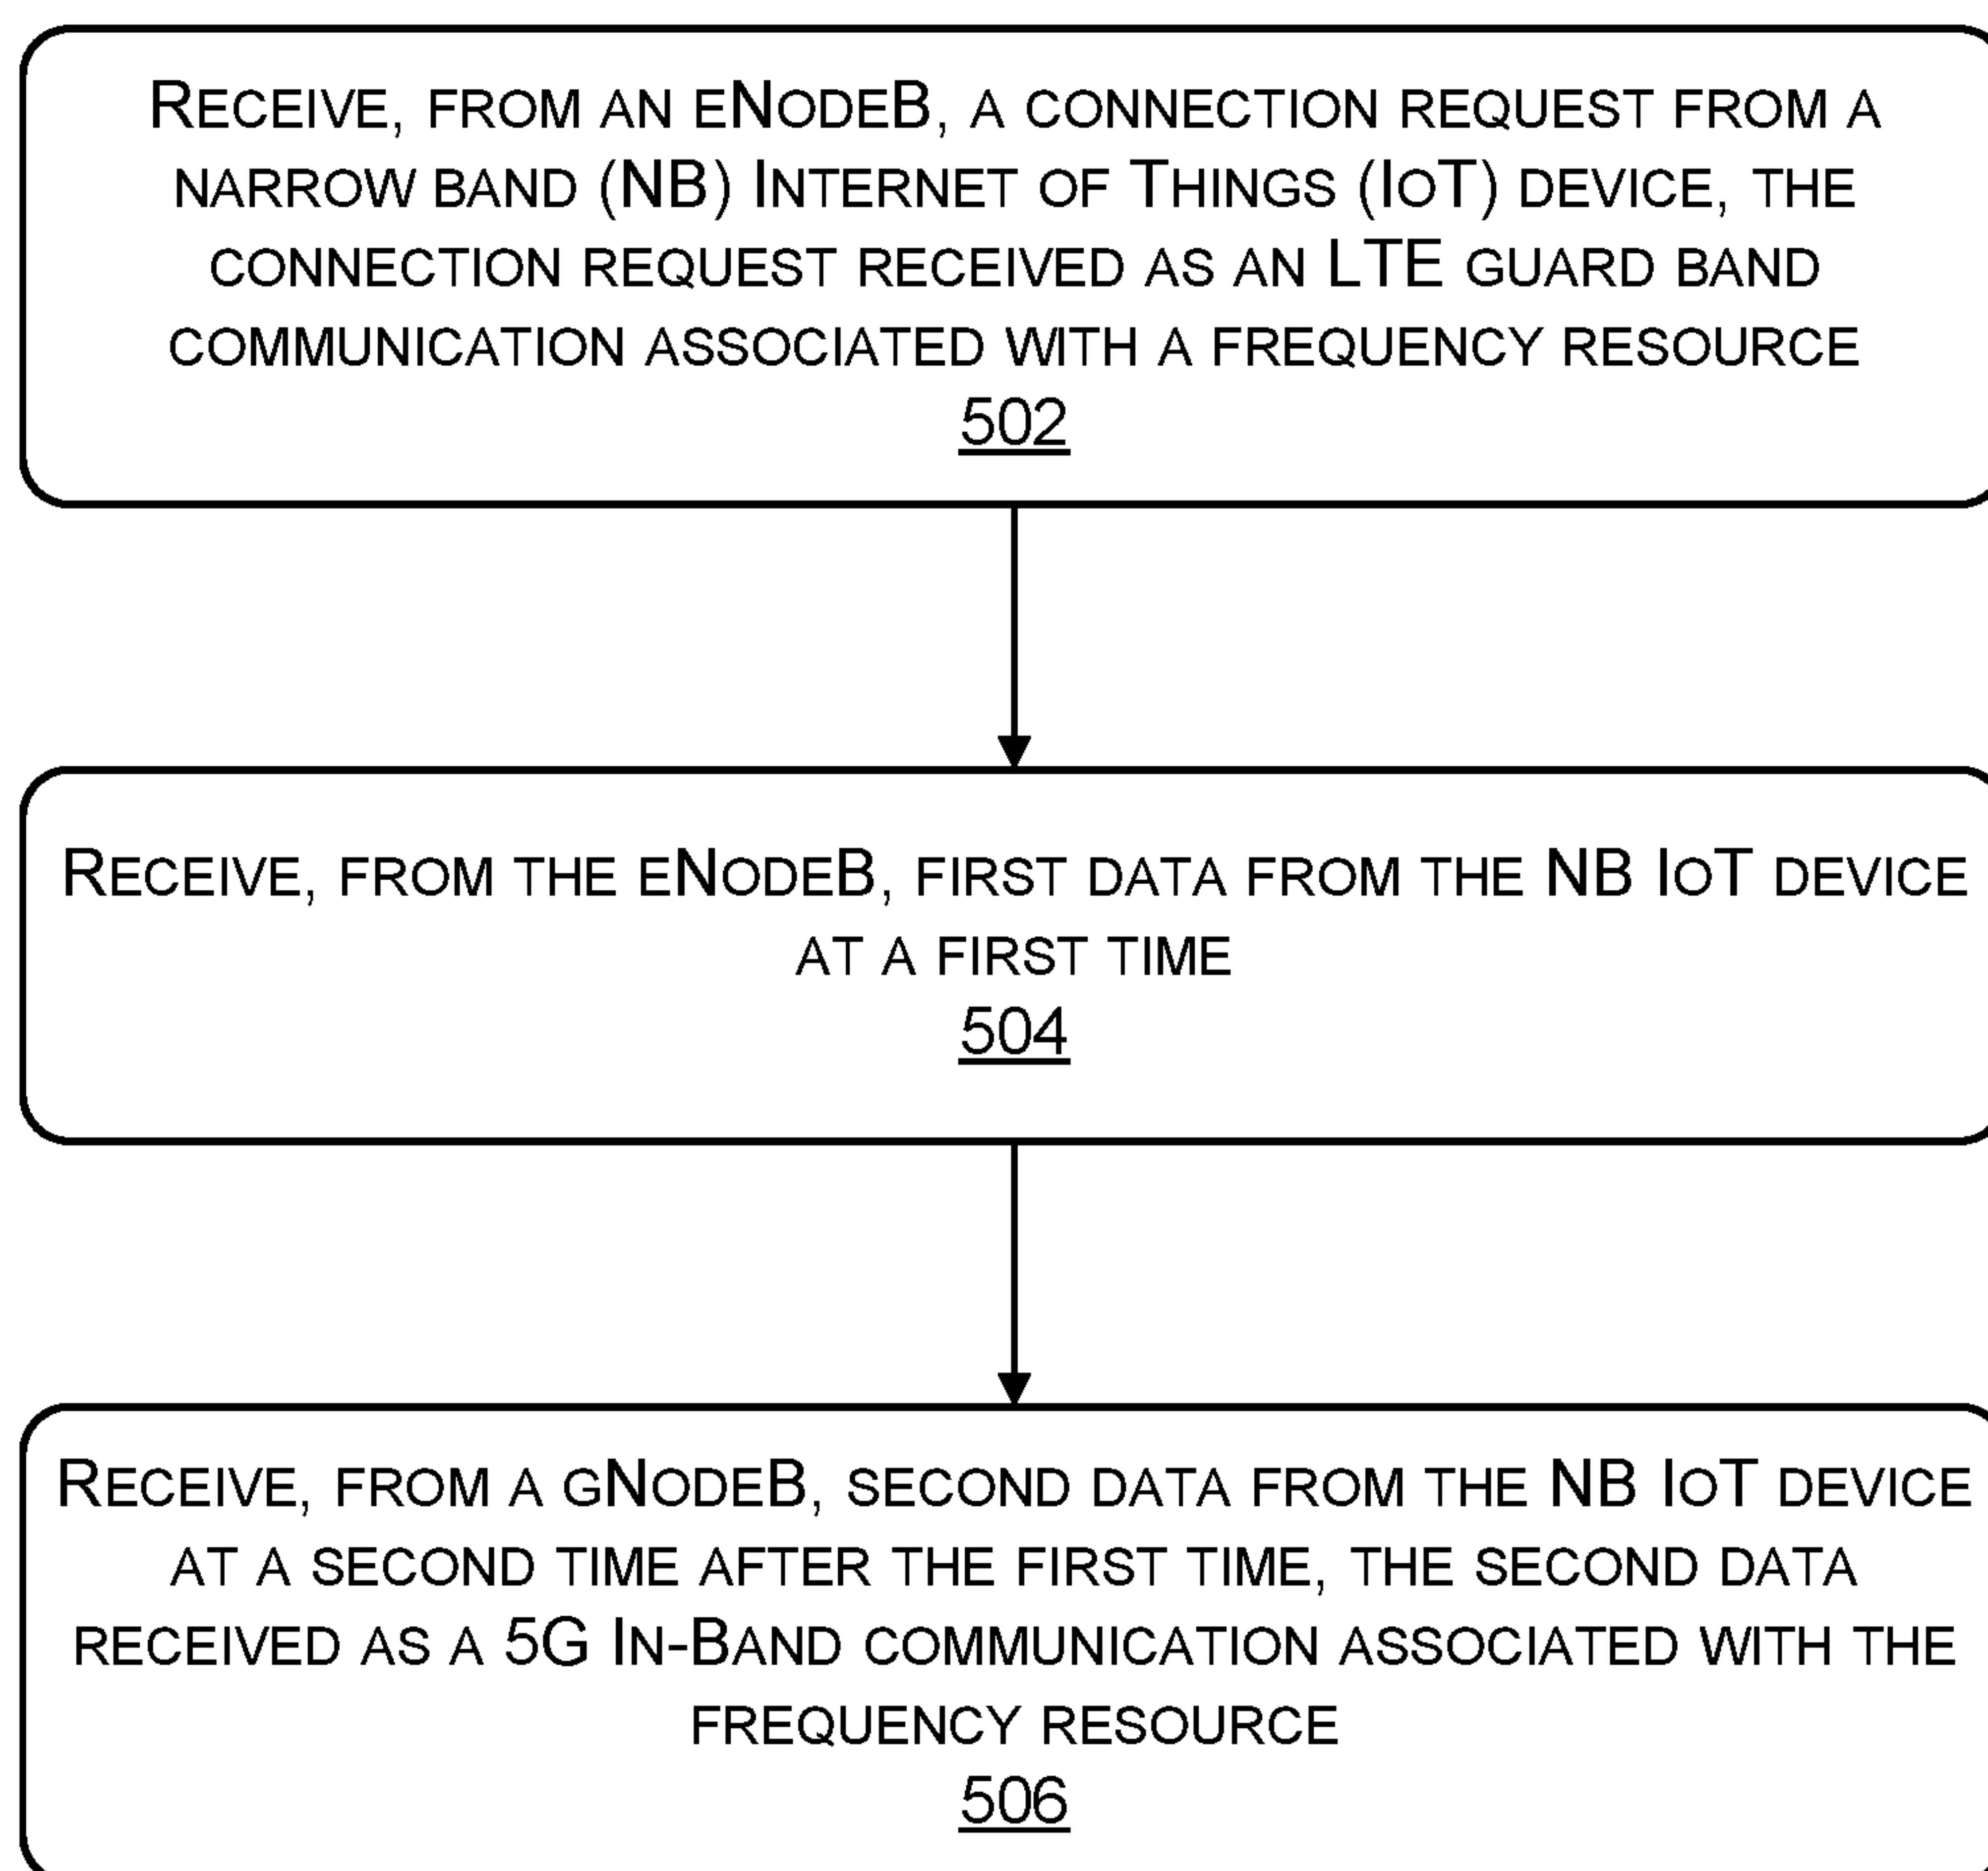 RECEIVE, FROM AN ENODEB, A CONNECTION REQUEST FROM A
NARROW BAND (NB) INTERNET OF THINGS (IOT) DEVICE, THE
CONNECTION REQUEST RECEIVED AS AN LTE GUARD BAND
COMMUNICATION ASSOCIATED WITH A FREQUENCY RESOURCE
502
RECEIVE, FROM THE ENODEB, FIRST DATA FROM THE NB IOT DEVICE
AT A FIRST TIME
504
RECEIVE, FROM A GNODEB, SECOND DATA FROM THE NB IOT DEVICE
AT A SECOND TIME AFTER THE FIRST TIME, THE SECOND DATA
RECEIVED AS A 5G IN-BAND COMMUNICATION ASSOCIATED WITH THE
FREQUENCY RESOURCE
506